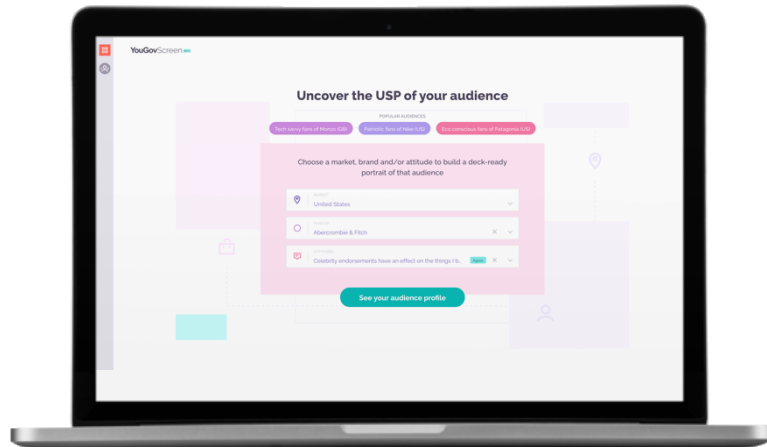 YouGovScreen
Uncover the USP of your audience
POPULAR AUDIENCES
Tech savvy fans of Monzo (GB) Patriotic fans of Nike (US) Eco conscious fans of Patagonia (US)
Choose a market, brand and/or attitude to build a deck-ready
portrait of that audience
MARKET
United States
Abercrombie & Fitch
Celebrity endorsements have an effect on the things I b...
See your audience profile